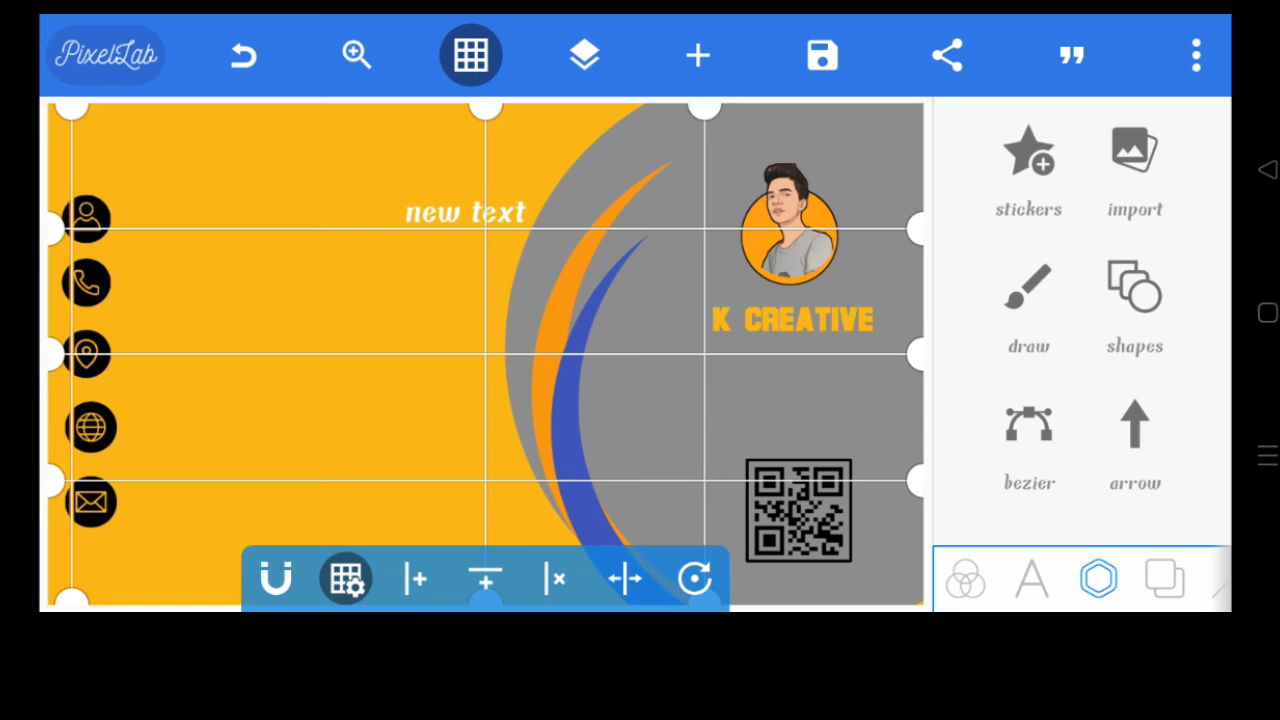 PixelLab
new text
K CREATIVE
stickers
import
draw
shapes
bezier
arrow